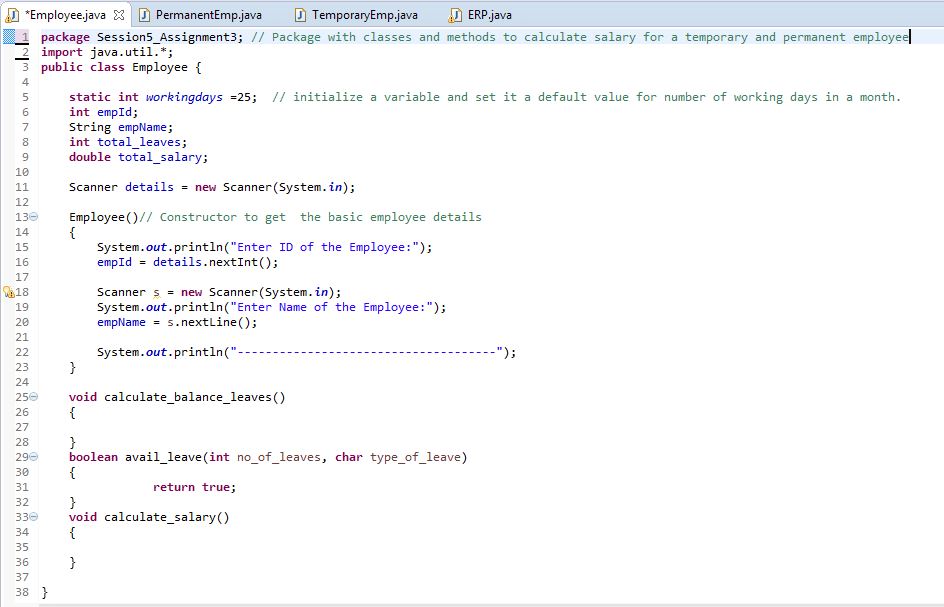 *Employee.java PermanentEmp.java TemporaryEmp.java ERP.java
1 package Session5_Assignment3; // Package with classes and methods to calculate salary for a temporary and permanent employee
2 import java.util.*;
3 public class Employee {
4
5 static int workingdays =25;  // initialize a variable and set it a default value for number of working days in a month.
6 int empId;
7 String empName;
8 int total_leaves;
9 double total_salary;
10
11 Scanner details = new Scanner(System.in);
12
13 Employee()// Constructor to get  the basic employee details
14 {
15 System.out.println("Enter ID of the Employee:");
16 empId = details.nextInt();
17
18 Scanner s = new Scanner(System.in);
19 System.out.println("Enter Name of the Employee:");
20 empName = s.nextLine();
21
22 System.out.println("-------------------------------------");
23 }
24
25 void calculate_balance_leaves()
26 {
27
28 }
29 boolean avail_leave(int no_of_leaves, char type_of_leave)
30 {
31 return true;
32 }
33 void calculate_salary()
34 {
35
36 }
37
38 }